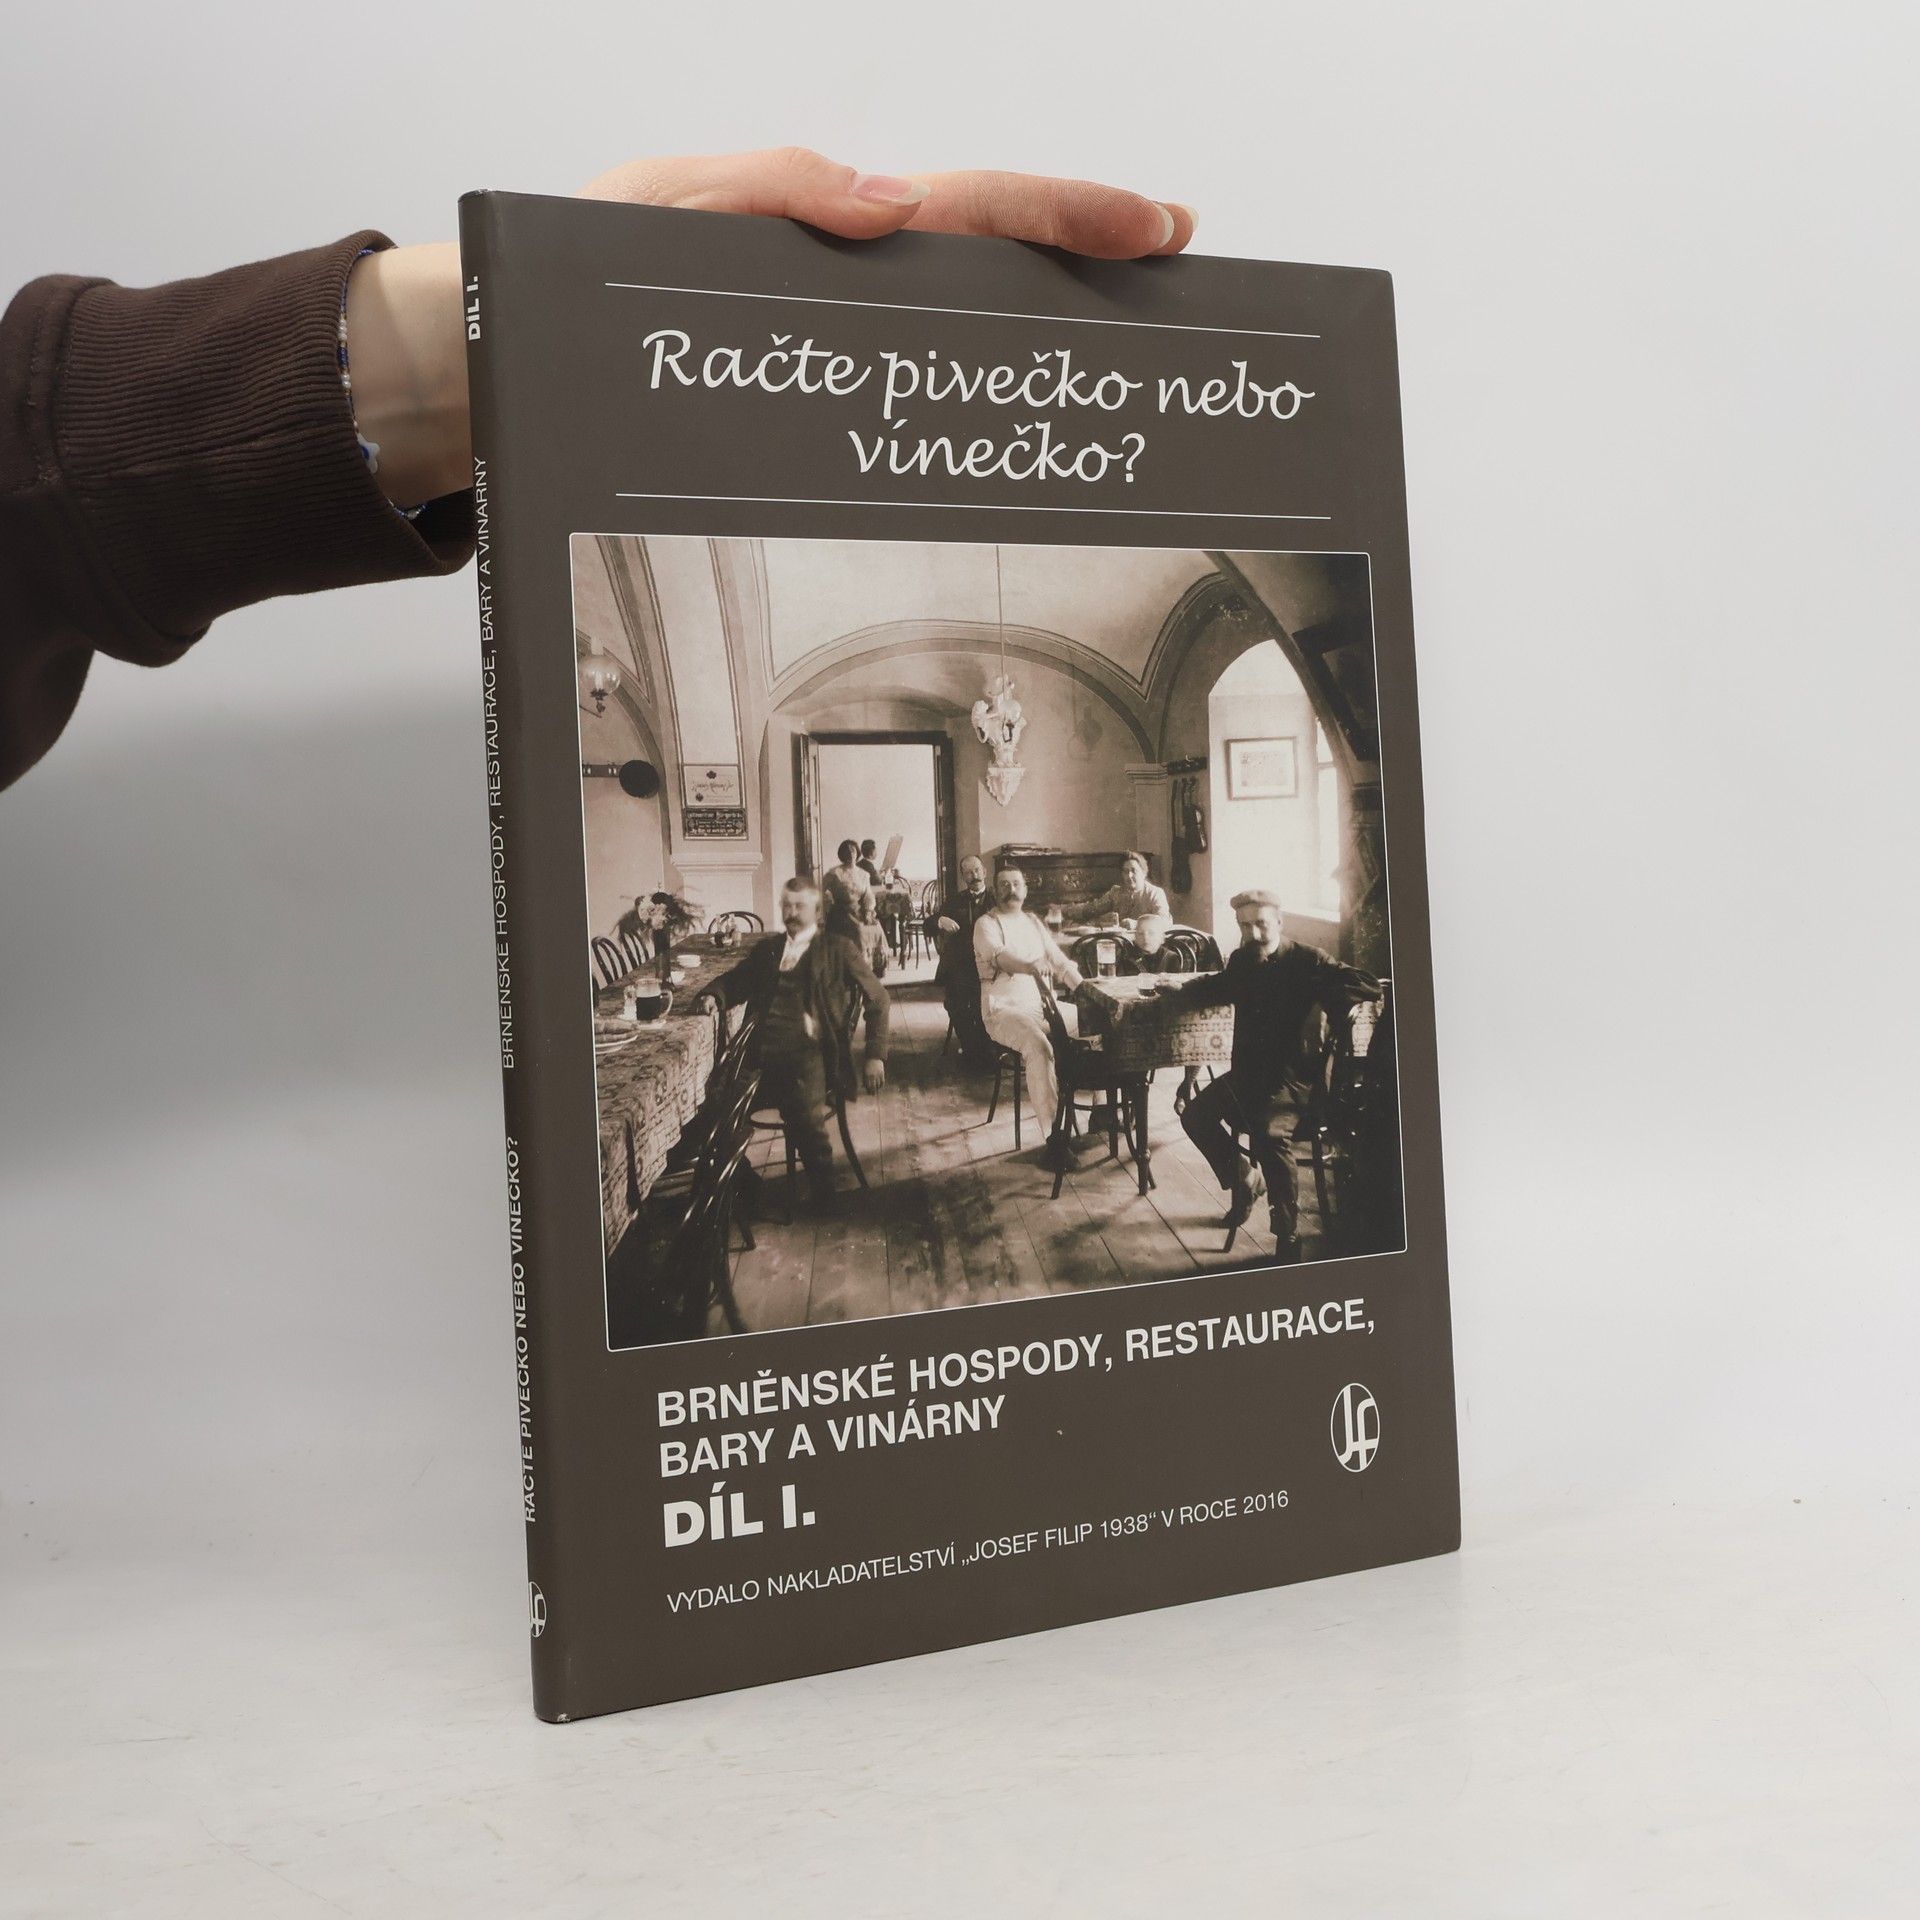 Račte pivečko nebo
vínečko?
BRNĚNSKÉ HOSPODY, RESTAURACE,
BARY A VINÁRNY
DÍL I.
VYDALO NAKLADATELSTVÍ „JOSEF FILIP 1938“ V ROCE 2016
RAČTE PIVEČKO NEBO VÍNEČKO? BRNĚNSKÉ HOSPODY, RESTAURACE, BARY A VINÁRNY DÍL I.